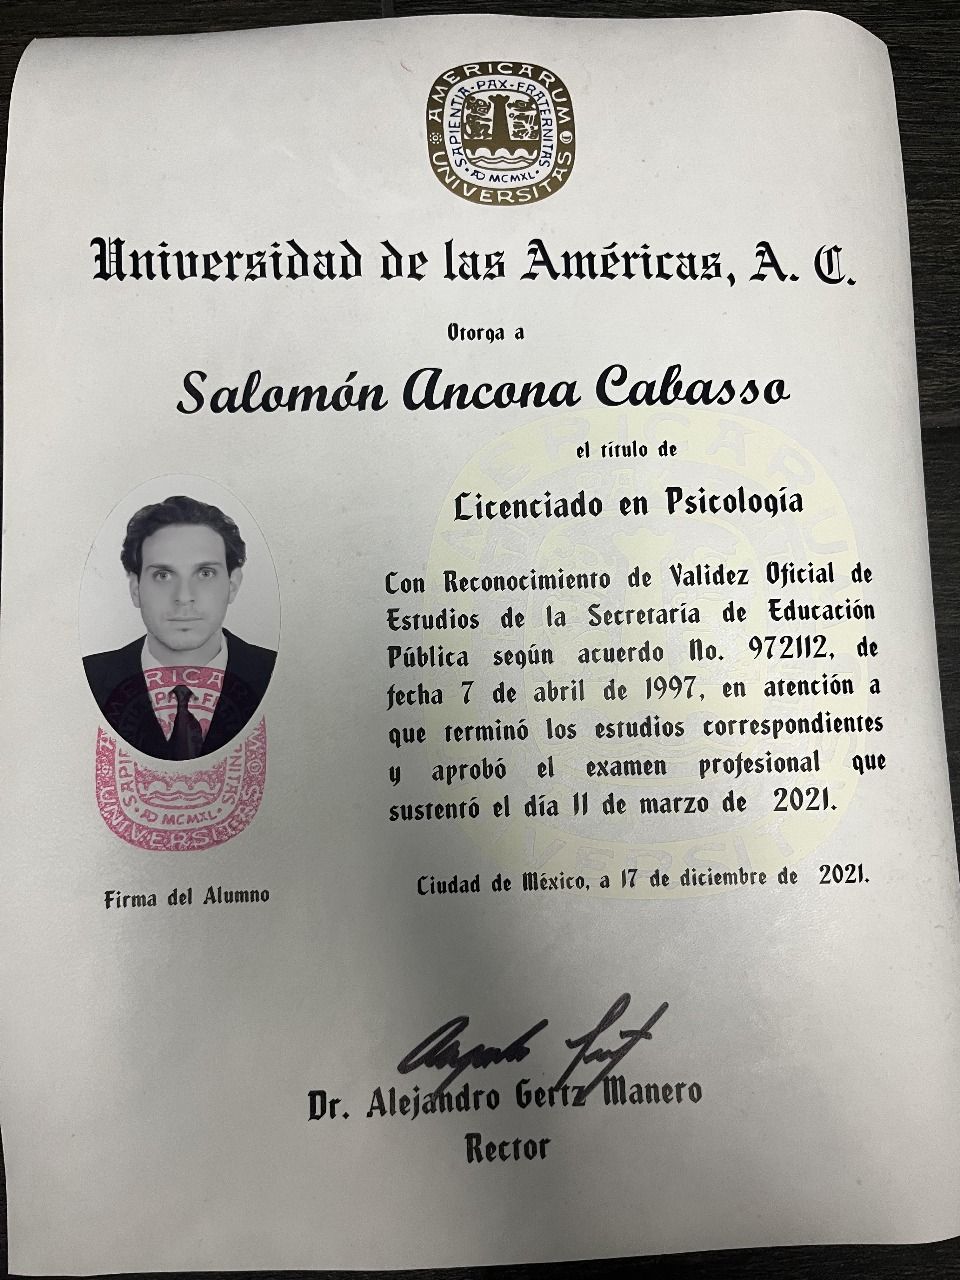 AMERICARUM UNIVERSITAS
SAPIENTIA·PAX·FRATERNITAS
·AD MCMXL·
Universidad de las Américas, A. C.
Otorga a
Salomón Ancona Cabasso
el título de
Licenciado en Psicología
Con Reconocimiento de Validez Oficial de
Estudios de la Secretaría de Educación
Pública según acuerdo No. 972112, de
fecha 7 de abril de 1997, en atención a
que terminó los estudios correspondientes
y aprobó el examen profesional que
sustentó el día 11 de marzo de 2021.
Ciudad de México, a 17 de diciembre de 2021.
AD MCMXL·
Firma del Alumno
Dr. Alejandro Gertz Manero
Rector